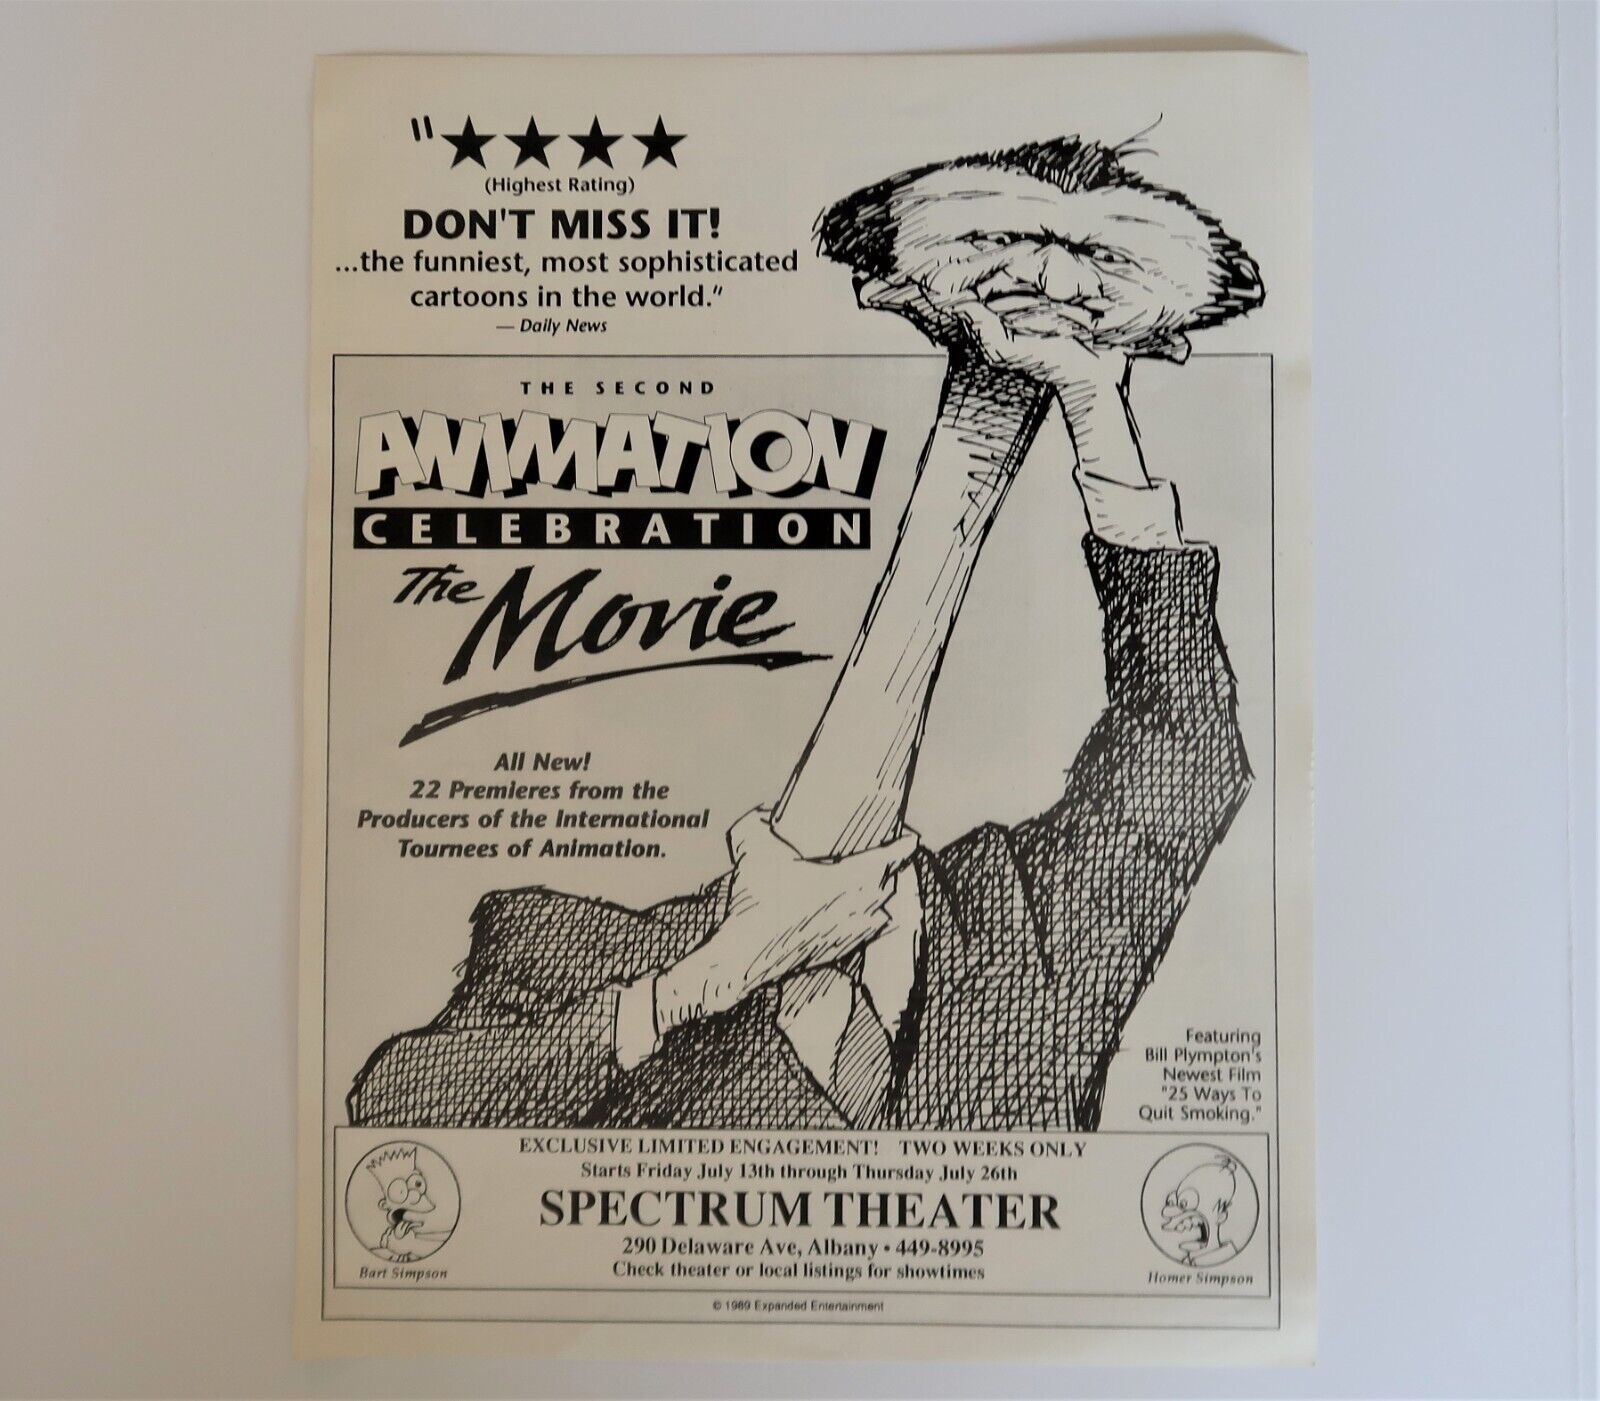 "★★★★
(Highest Rating)
DON'T MISS IT!
...the funniest, most sophisticated
cartoons in the world."
— Daily News
THE SECOND
ANIMATION
CELEBRATION
The Movie
All New!
22 Premieres from the
Producers of the International
Tournees of Animation.
Featuring
Bill Plympton's
Newest Film
"25 Ways To
Quit Smoking."
EXCLUSIVE LIMITED ENGAGEMENT! TWO WEEKS ONLY
Starts Friday July 13th through Thursday July 26th
SPECTRUM THEATER
290 Delaware Ave, Albany • 449-8995
Check theater or local listings for showtimes
Bart Simpson
Homer Simpson
© 1989 Expanded Entertainment